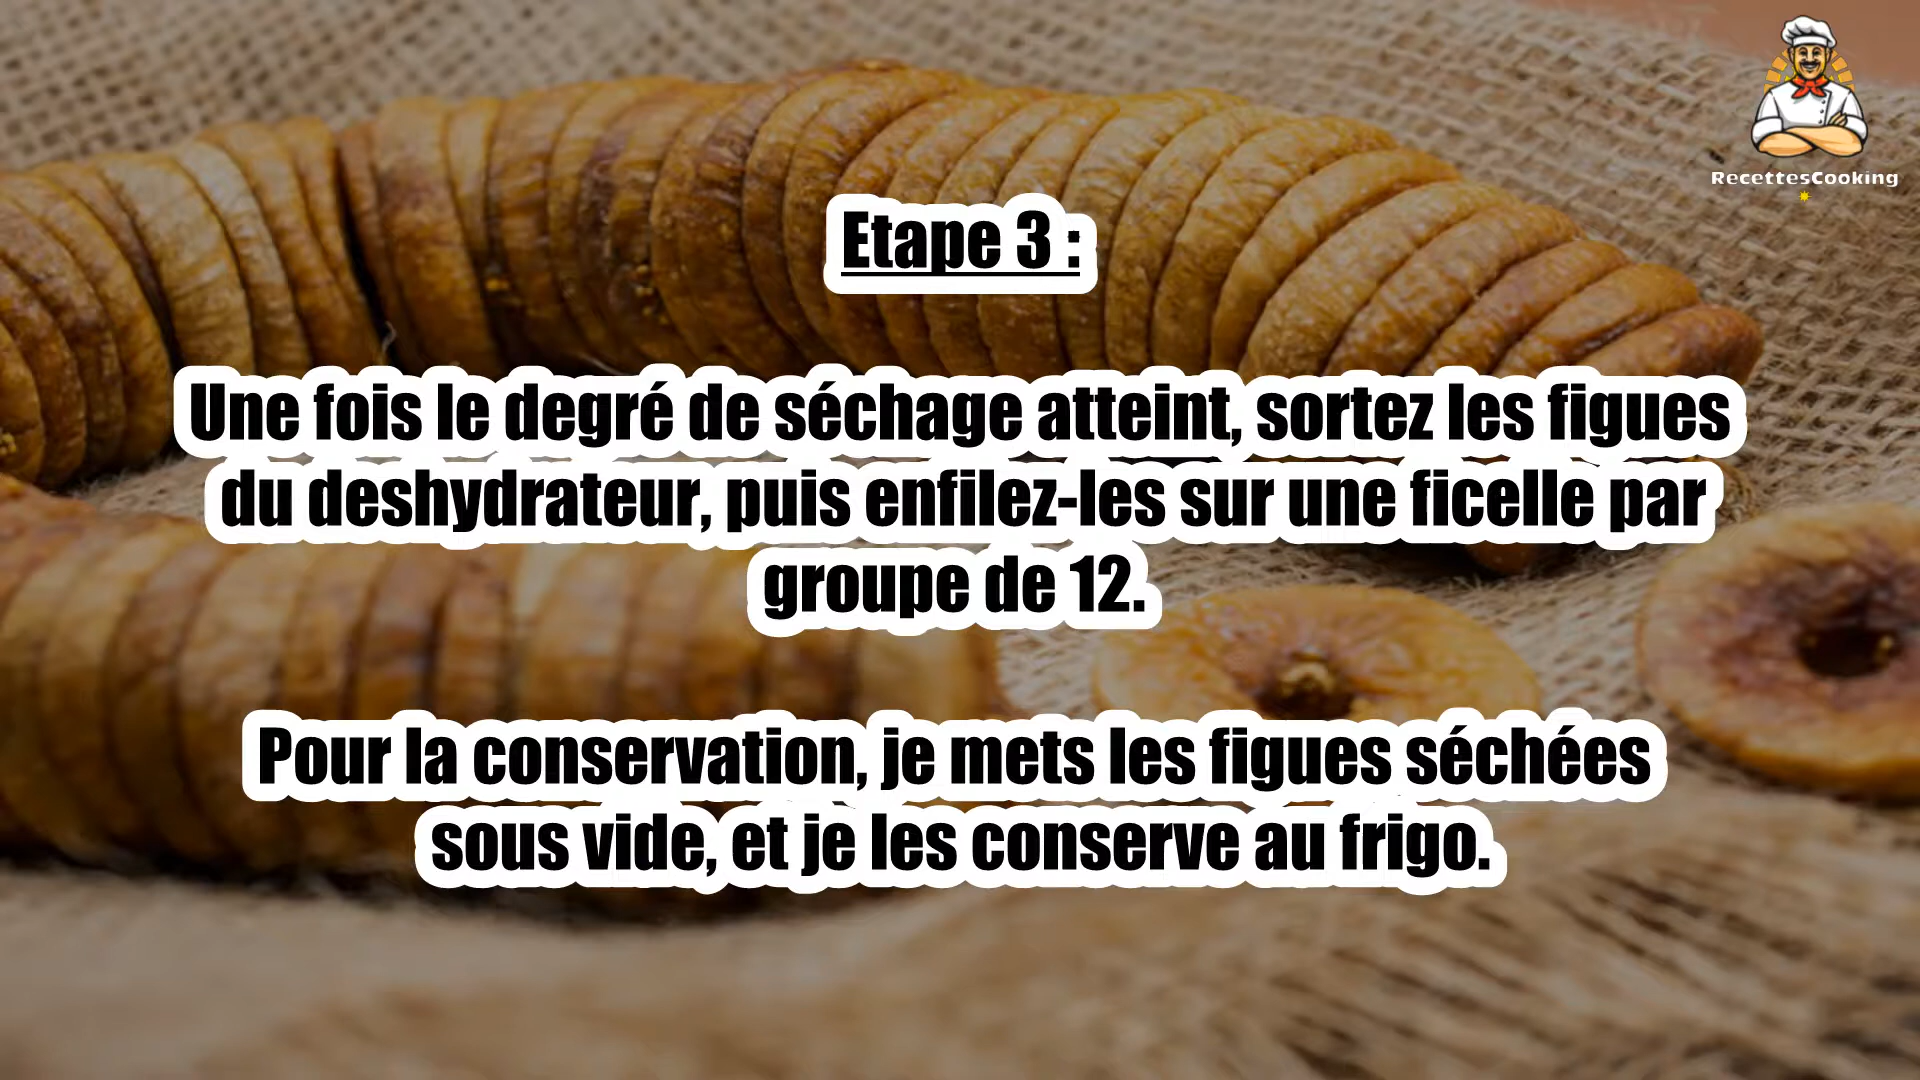 RecettesCooking
Etape 3 :
Une fois le degré de séchage atteint, sortez les figues
du deshydrateur, puis enfilez-les sur une ficelle par
groupe de 12.
Pour la conservation, je mets les figues séchées
sous vide, et je les conserve au frigo.